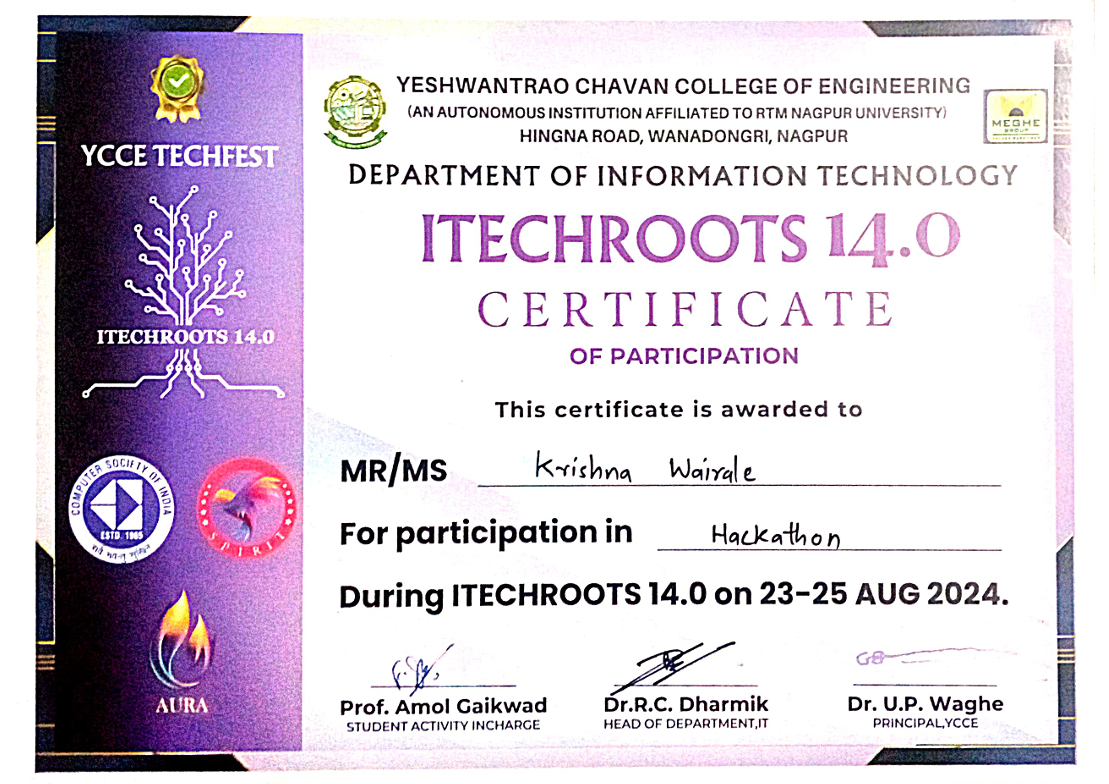 YESHWANTRAO CHAVAN COLLEGE OF ENGINEERING
(AN AUTONOMOUS INSTITUTION AFFILIATED TO RTM NAGPUR UNIVERSITY)
HINGNA ROAD, WANADONGRI, NAGPUR
MEGHE
GROUP
DEPARTMENT OF INFORMATION TECHNOLOGY
ITECHROOTS 14.0
CERTIFICATE
OF PARTICIPATION
This certificate is awarded to
MR/MS Krishna Wairale
For participation in Hackathon
During ITECHROOTS 14.0 on 23-25 AUG 2024.
Prof. Amol Gaikwad
STUDENT ACTIVITY INCHARGE
Dr.R.C. Dharmik
HEAD OF DEPARTMENT,IT
Dr. U.P. Waghe
PRINCIPAL,YCCE
YCCE TECHFEST
ITECHROOTS 14.0
COMPUTER SOCIETY OF INDIA
ESTD. 1965
SPIRIT
AURA